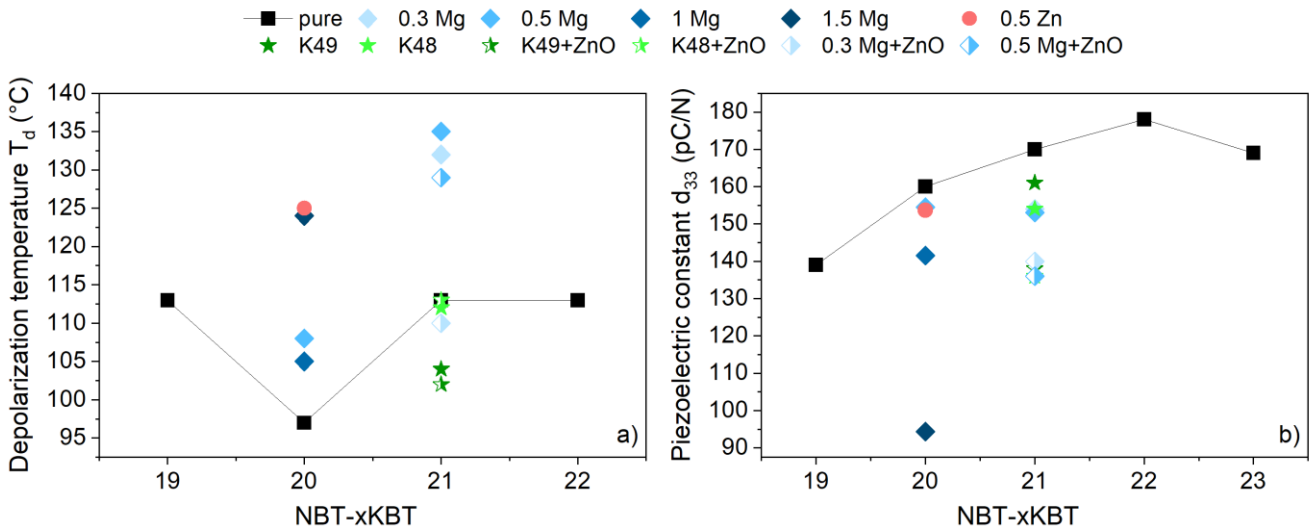 pure 0.3 Mg 0.5 Mg 1 Mg 1.5 Mg 0.5 Zn
K49 K48 K49+ZnO K48+ZnO 0.3 Mg+ZnO 0.5 Mg+ZnO
Depolarization temperature T_d (°C)
140
135
130
125
120
115
110
105
100
95
a)
19 20 21 22
NBT-xKBT
Piezoelectric constant d_33 (pC/N)
180
170
160
150
140
130
120
110
100
90
b)
19 20 21 22 23
NBT-xKBT